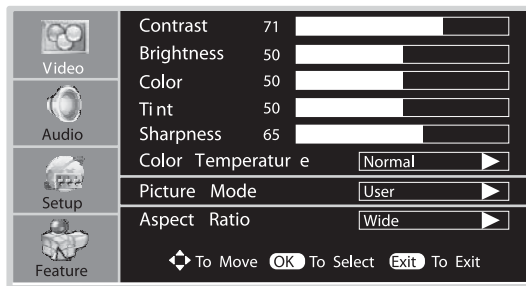 Video
Audio
Setup
Feature
Contrast 71
Brightness 50
Color 50
Tint 50
Sharpness 65
Color Temperatur e Normal
Picture Mode User
Aspect Ratio Wide
To Move OK To Select Exit To Exit